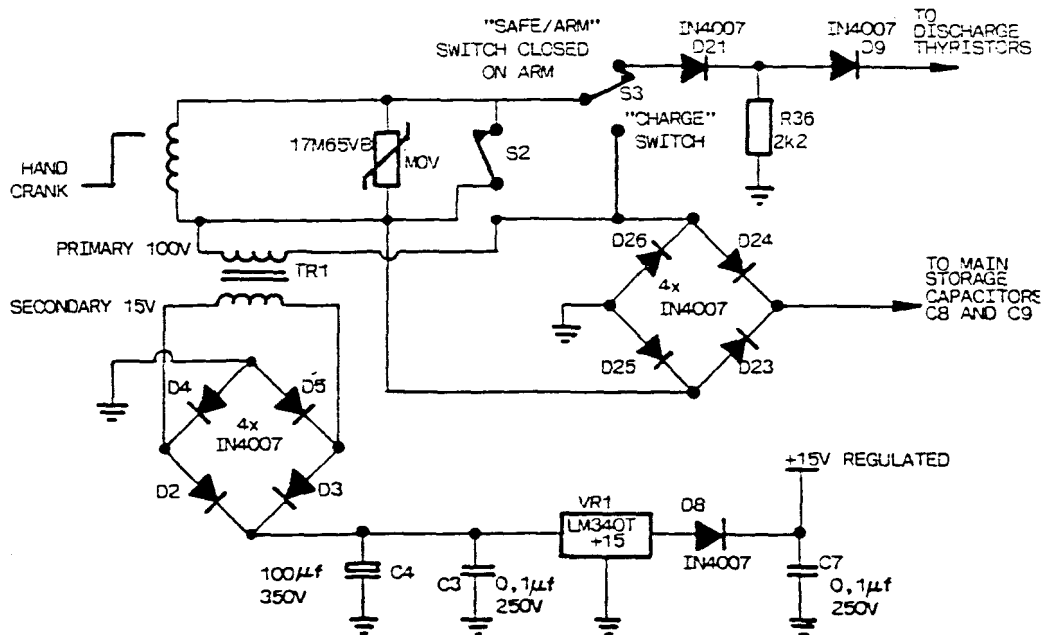 "SAFE/ARM"
SWITCH CLOSED
ON ARM
IN4007
D21
IN4007
D9
TO
DISCHARGE
THYRISTORS
S3
"CHARGE"
SWITCH
R36
2k2
17M65VB
MOV
S2
HAND
CRANK
PRIMARY 100V
TR1
SECONDARY 15V
D26
D24
4x
IN4007
D25
D23
TO MAIN
STORAGE
CAPACITORS
C8 AND C9
D4
D5
4x
IN4007
D2
D3
+15V REGULATED
VR1
LM340T
+15
D8
IN4007
100µf
350V
C4
C3
0,1µf
250V
C7
0,1µf
250V